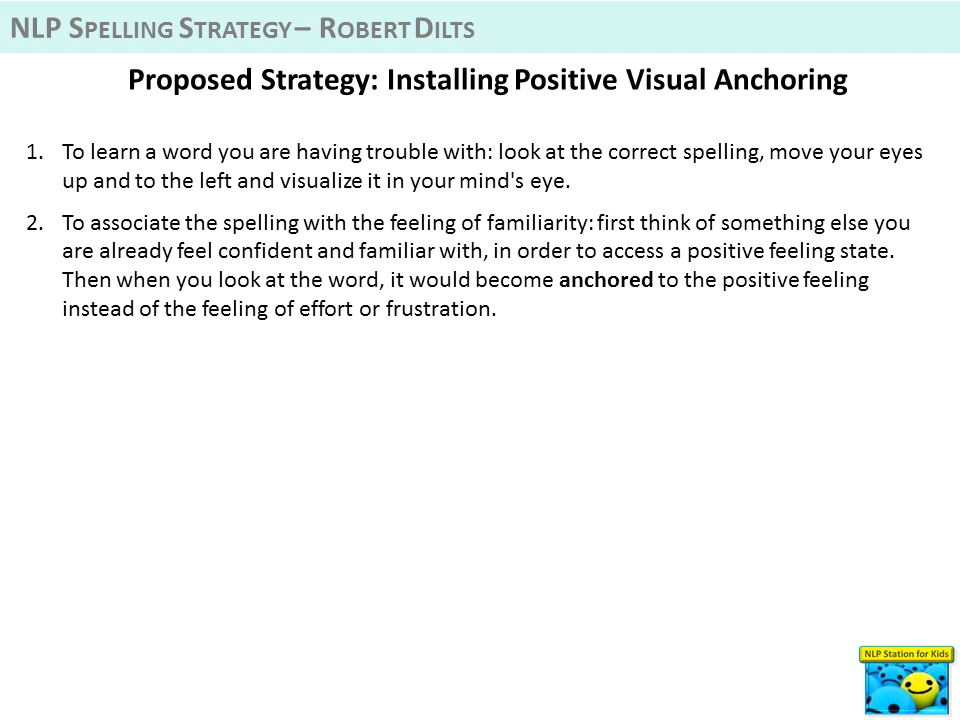 NLP SPELLING STRATEGY – ROBERT DILTS
Proposed Strategy: Installing Positive Visual Anchoring
1. To learn a word you are having trouble with: look at the correct spelling, move your eyes
up and to the left and visualize it in your mind's eye.
2. To associate the spelling with the feeling of familiarity: first think of something else you
are already feel confident and familiar with, in order to access a positive feeling state.
Then when you look at the word, it would become anchored to the positive feeling
instead of the feeling of effort or frustration.
NLP Station for Kids